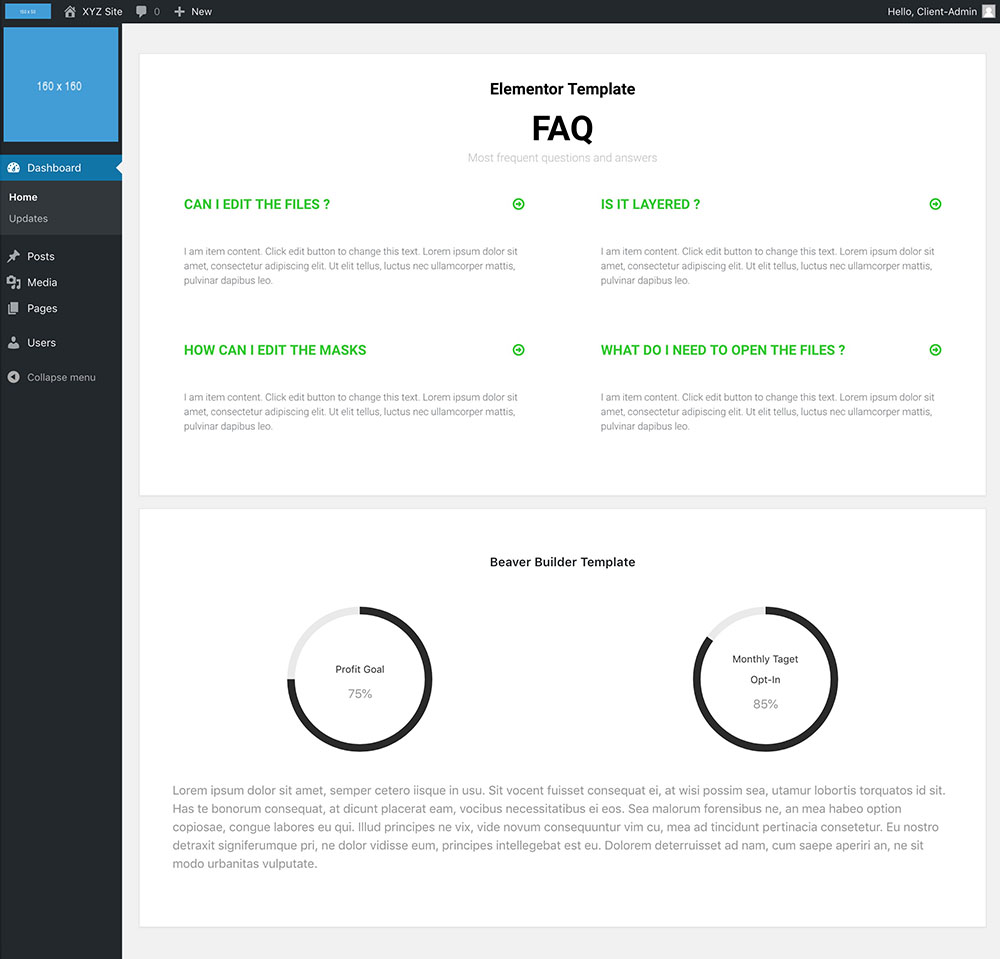 XYZ Site
0
New
Hello, Client-Admin
160 x 160
Dashboard
Home
Updates
Posts
Media
Pages
Users
Collapse menu
Elementor Template
FAQ
Most frequent questions and answers
CAN I EDIT THE FILES ?
I am item content. Click edit button to change this text. Lorem ipsum dolor sit
amet, consectetur adipiscing elit. Ut elit tellus, luctus nec ullamcorper mattis,
pulvinar dapibus leo.
IS IT LAYERED ?
I am item content. Click edit button to change this text. Lorem ipsum dolor sit
amet, consectetur adipiscing elit. Ut elit tellus, luctus nec ullamcorper mattis,
pulvinar dapibus leo.
HOW CAN I EDIT THE MASKS
I am item content. Click edit button to change this text. Lorem ipsum dolor sit
amet, consectetur adipiscing elit. Ut elit tellus, luctus nec ullamcorper mattis,
pulvinar dapibus leo.
WHAT DO I NEED TO OPEN THE FILES ?
I am item content. Click edit button to change this text. Lorem ipsum dolor sit
amet, consectetur adipiscing elit. Ut elit tellus, luctus nec ullamcorper mattis,
pulvinar dapibus leo.
Beaver Builder Template
Profit Goal
75%
Monthly Taget
Opt-In
85%
Lorem ipsum dolor sit amet, semper cetero iisque in usu. Sit vocent fuisset consequat ei, at wisi possim sea, utamur lobortis torquatos id sit.
Has te bonorum consequat, at dicunt placerat eam, vocibus necessitatibus ei eos. Sea malorum forensibus ne, an mea habeo option
copiosae, congue labores eu qui. Illud principes ne vix, vide novum consequuntur vim cu, mea ad tincidunt pertinacia consetetur. Eu nostro
detraxit signiferumque pri, ne dolor vidisse eum, principes intellegebat est eu. Dolorem deterruisset ad nam, cum saepe aperiri an, ne sit
modo urbanitas vulputate.